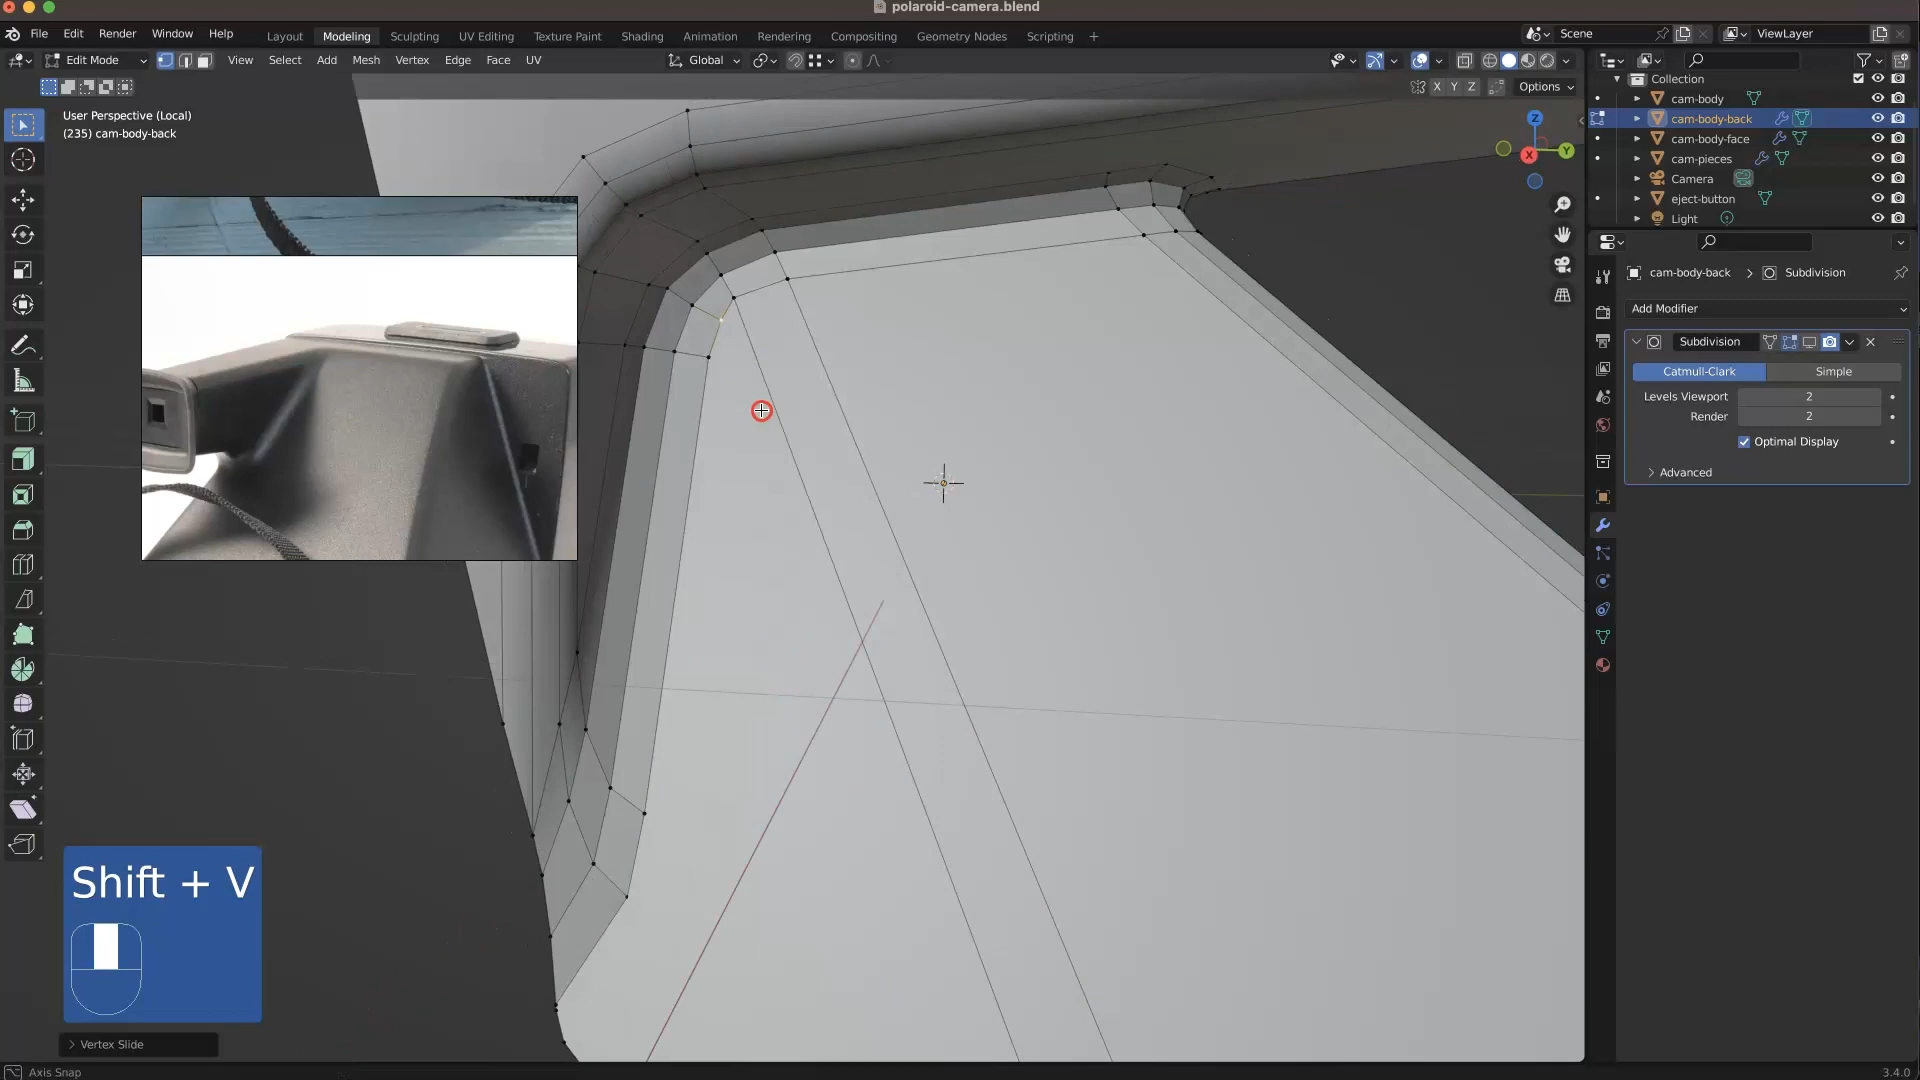 polaroid-camera.blend
File Edit Render Window Help
Layout Modeling Sculpting UV Editing Texture Paint Shading Animation Rendering Compositing Geometry Nodes Scripting +
Scene ViewLayer
Edit Mode View Select Add Mesh Vertex Edge Face UV Global
X Y Z Options
User Perspective (Local)
(235) cam-body-back
Z
X Y
Collection
cam-body
cam-body-back
cam-body-face
cam-pieces
Camera
eject-button
Light
cam-body-back > Subdivision
Add Modifier
Subdivision
Catmull-Clark Simple
Levels Viewport 2
Render 2
Optimal Display
Advanced
Shift + V
Vertex Slide
Axis Snap
3.4.0